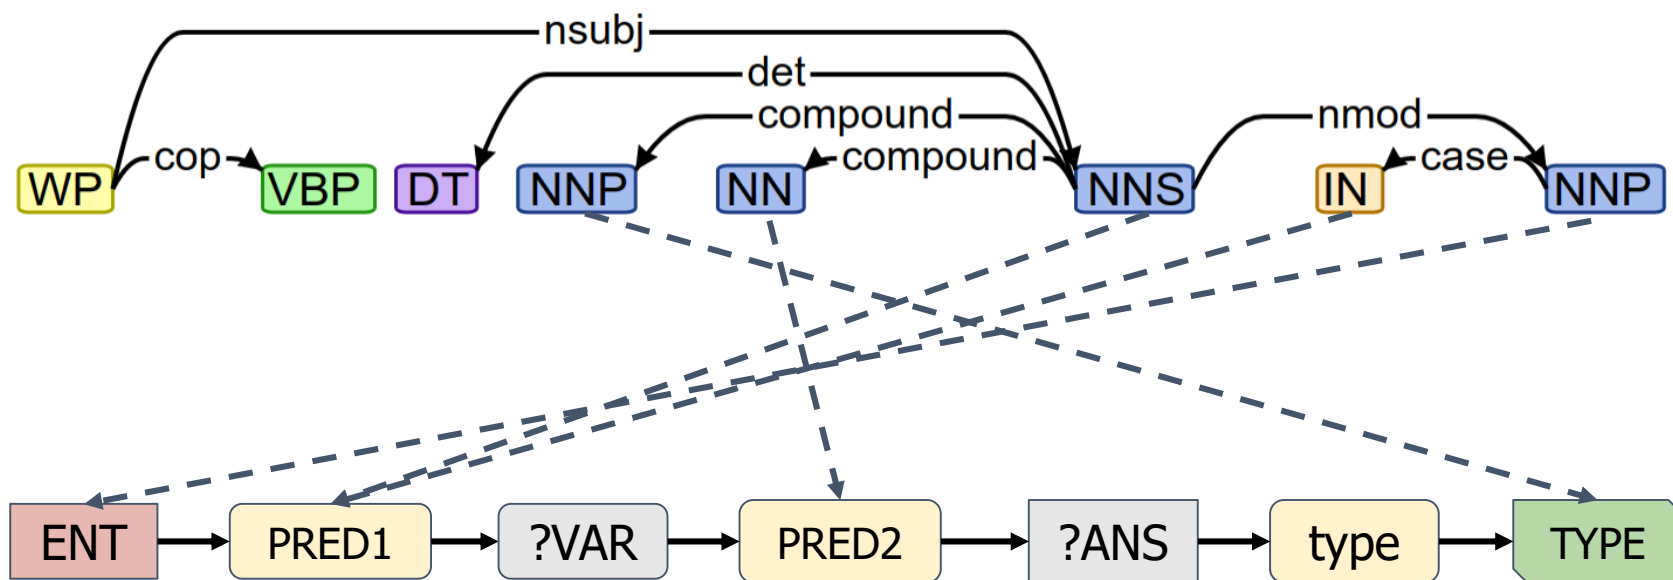 nsubj
det
compound nmod
cop compound case
WP VBP DT NNP NN NNS IN NNP
ENT PRED1 ?VAR PRED2 ?ANS type TYPE